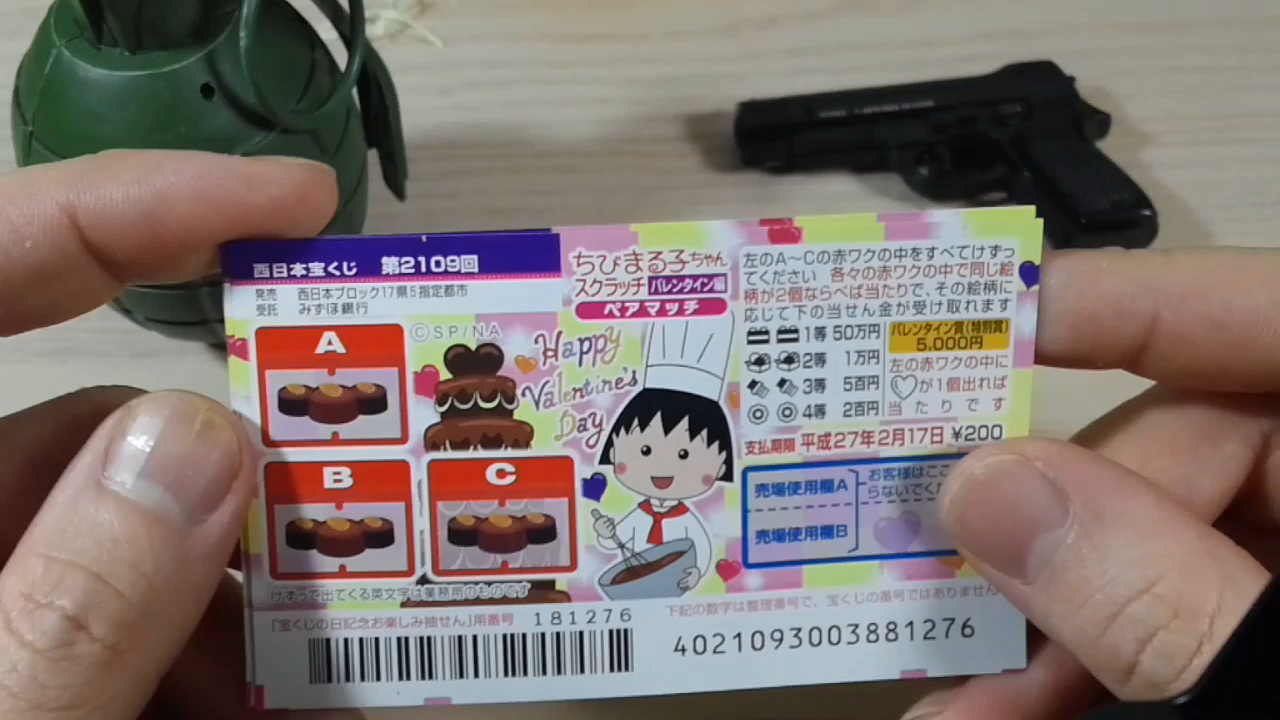 西日本宝くじ 第2109回
発売 西日本ブロック17県5指定都市
受託 みずほ銀行
ちびまる子ちゃん
スクラッチ バレンタイン編
ペアマッチ
©SP/NA
Happy
Valentine's
Day
A
B
C
けずって出てくる英文字は業務用のものです
左のA〜Cの赤ワクの中をすべてけずっ
てください 各々の赤ワクの中で同じ絵
柄が2個ならべば当たりで、その絵柄に
応じて下の当せん金が受け取れます
1等 50万円
2等 1万円
3等 5百円
4等 2百円
バレンタイン賞(特別賞)
5,000円
左の赤ワクの中に
♡が1個出れば
当たりです
支払期限 平成27年2月17日 ¥200
売場使用欄A
売場使用欄B
お客様はここ
らないでくだ
「宝くじの日記念お楽しみ抽せん」用番号 181276
下記の数字は整理番号で、宝くじの番号ではありません
4021093003881276